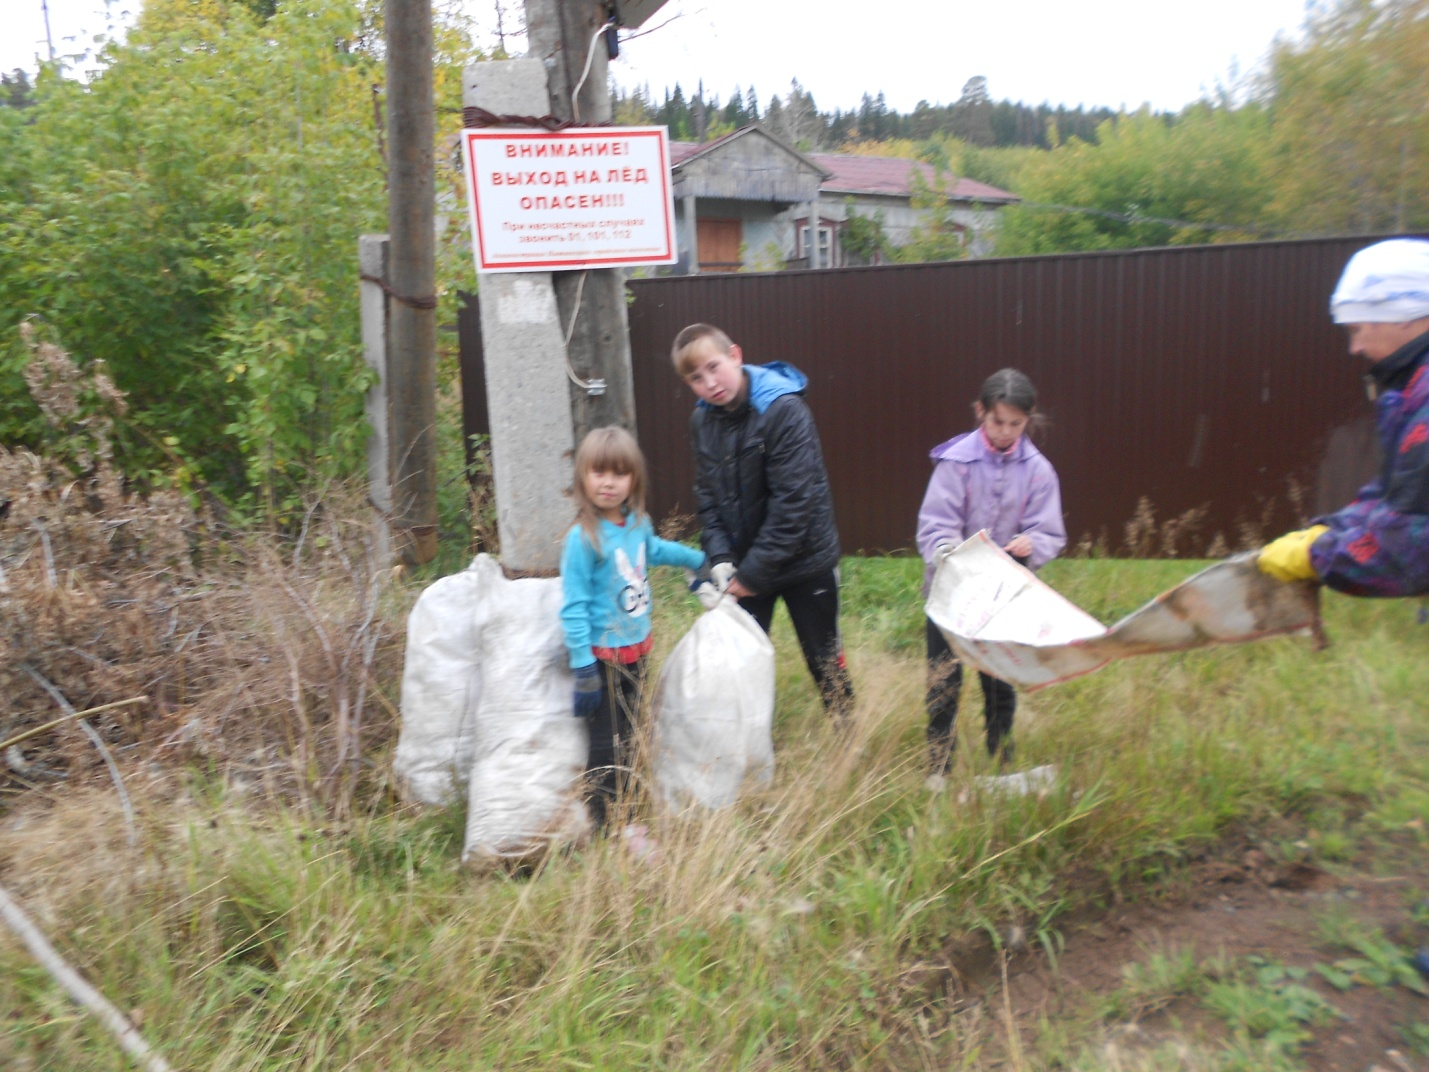 ВНИМАНИЕ!
ВЫХОД НА ЛЁД
ОПАСЕН!!!
При несчастных случаях
звонить 01, 101, 112